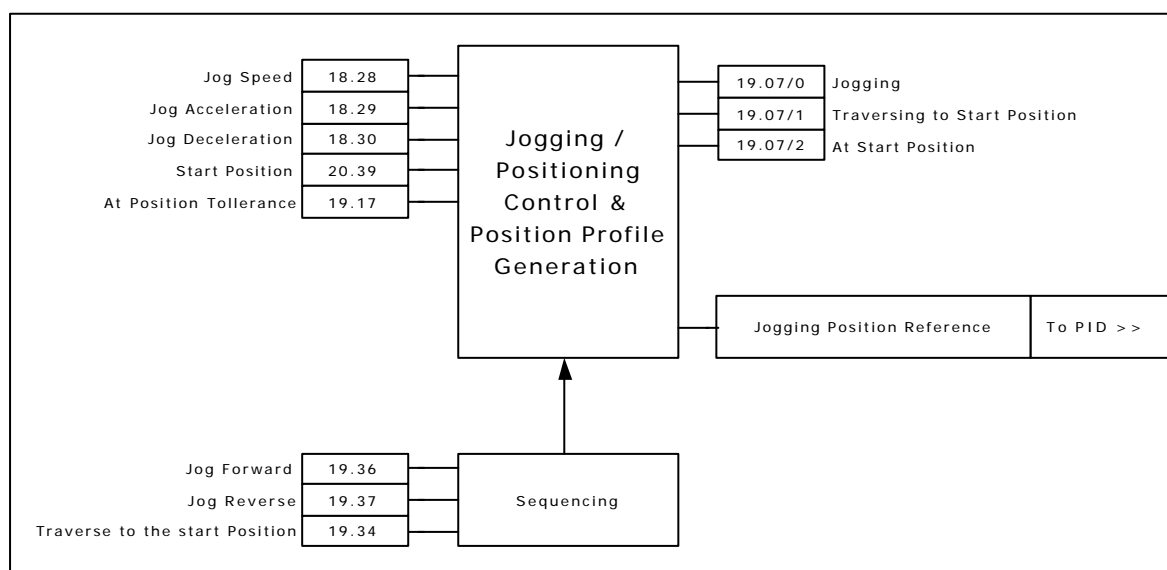 Jog Speed 18.28
Jog Acceleration 18.29
Jog Deceleration 18.30
Start Position 20.39
At Position Tollerance 19.17
Jogging /
Positioning
Control &
Position Profile
Generation
19.07/0 Jogging
19.07/1 Traversing to Start Position
19.07/2 At Start Position
Jogging Position Reference To PID >>
Jog Forward 19.36
Jog Reverse 19.37
Traverse to the start Position 19.34
Sequencing